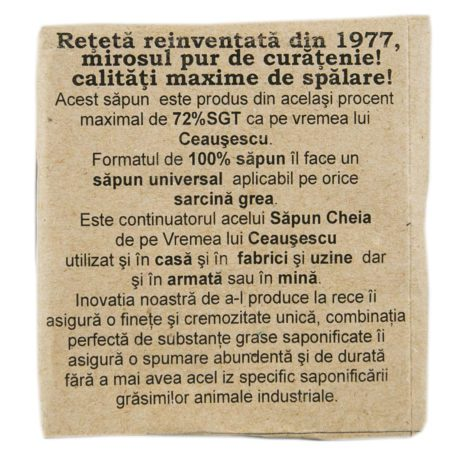 Rețetă reinventată din 1977,
mirosul pur de curățenie!
calități maxime de spălare!
Acest săpun este produs din același procent
maximal de 72%SGT ca pe vremea lui
Ceaușescu.
Formatul de 100% săpun îl face un
săpun universal aplicabil pe orice
sarcină grea.
Este continuatorul acelui Săpun Cheia
de pe Vremea lui Ceaușescu
utilizat și in casă și in fabrici și uzine dar
și in armată sau in mină.
Inovatia noastră de a-l produce la rece îi
asigură o finețe și cremozitate unică, combinația
perfectă de substanțe grase saponificate îi
asigură o spumare abundentă și de durată
fără a mai avea acel iz specific saponificării
grăsimilor animale industriale.